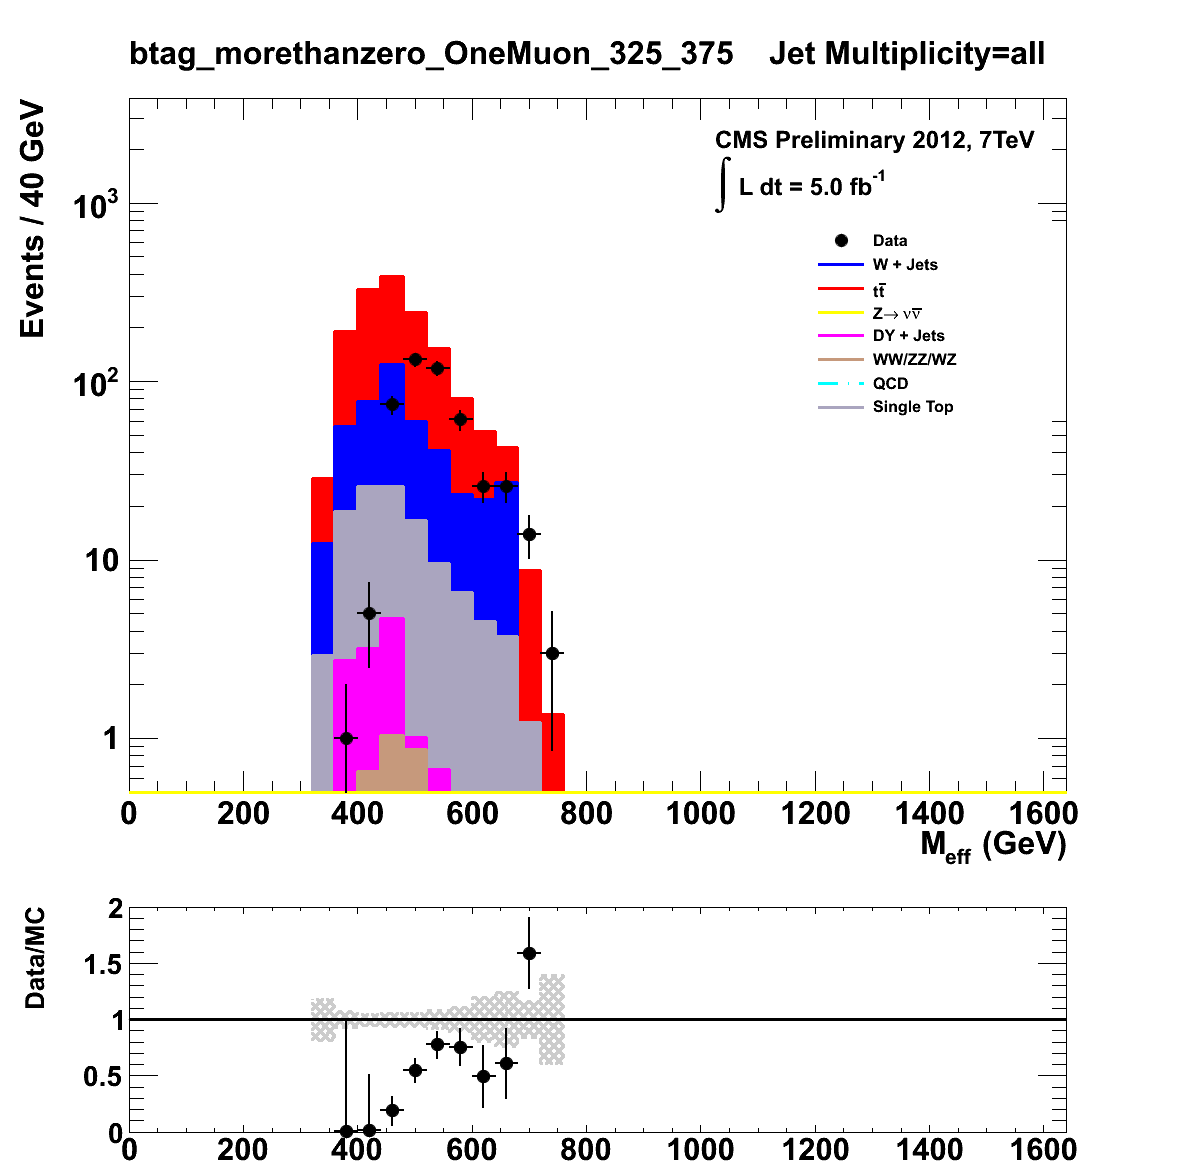 btag_morethanzero_OneMuon_325_375 Jet Multiplicity=all
Events / 40 GeV
CMS Preliminary 2012, 7TeV
∫ L dt = 5.0 fb⁻¹
Data
W + Jets
tt̅
Z→ νν̅
DY + Jets
WW/ZZ/WZ
QCD
Single Top
10³
10²
10
1
0 200 400 600 800 1000 1200 1400 1600
M_eff (GeV)
Data/MC
2
1.5
1
0.5
0
0 200 400 600 800 1000 1200 1400 1600